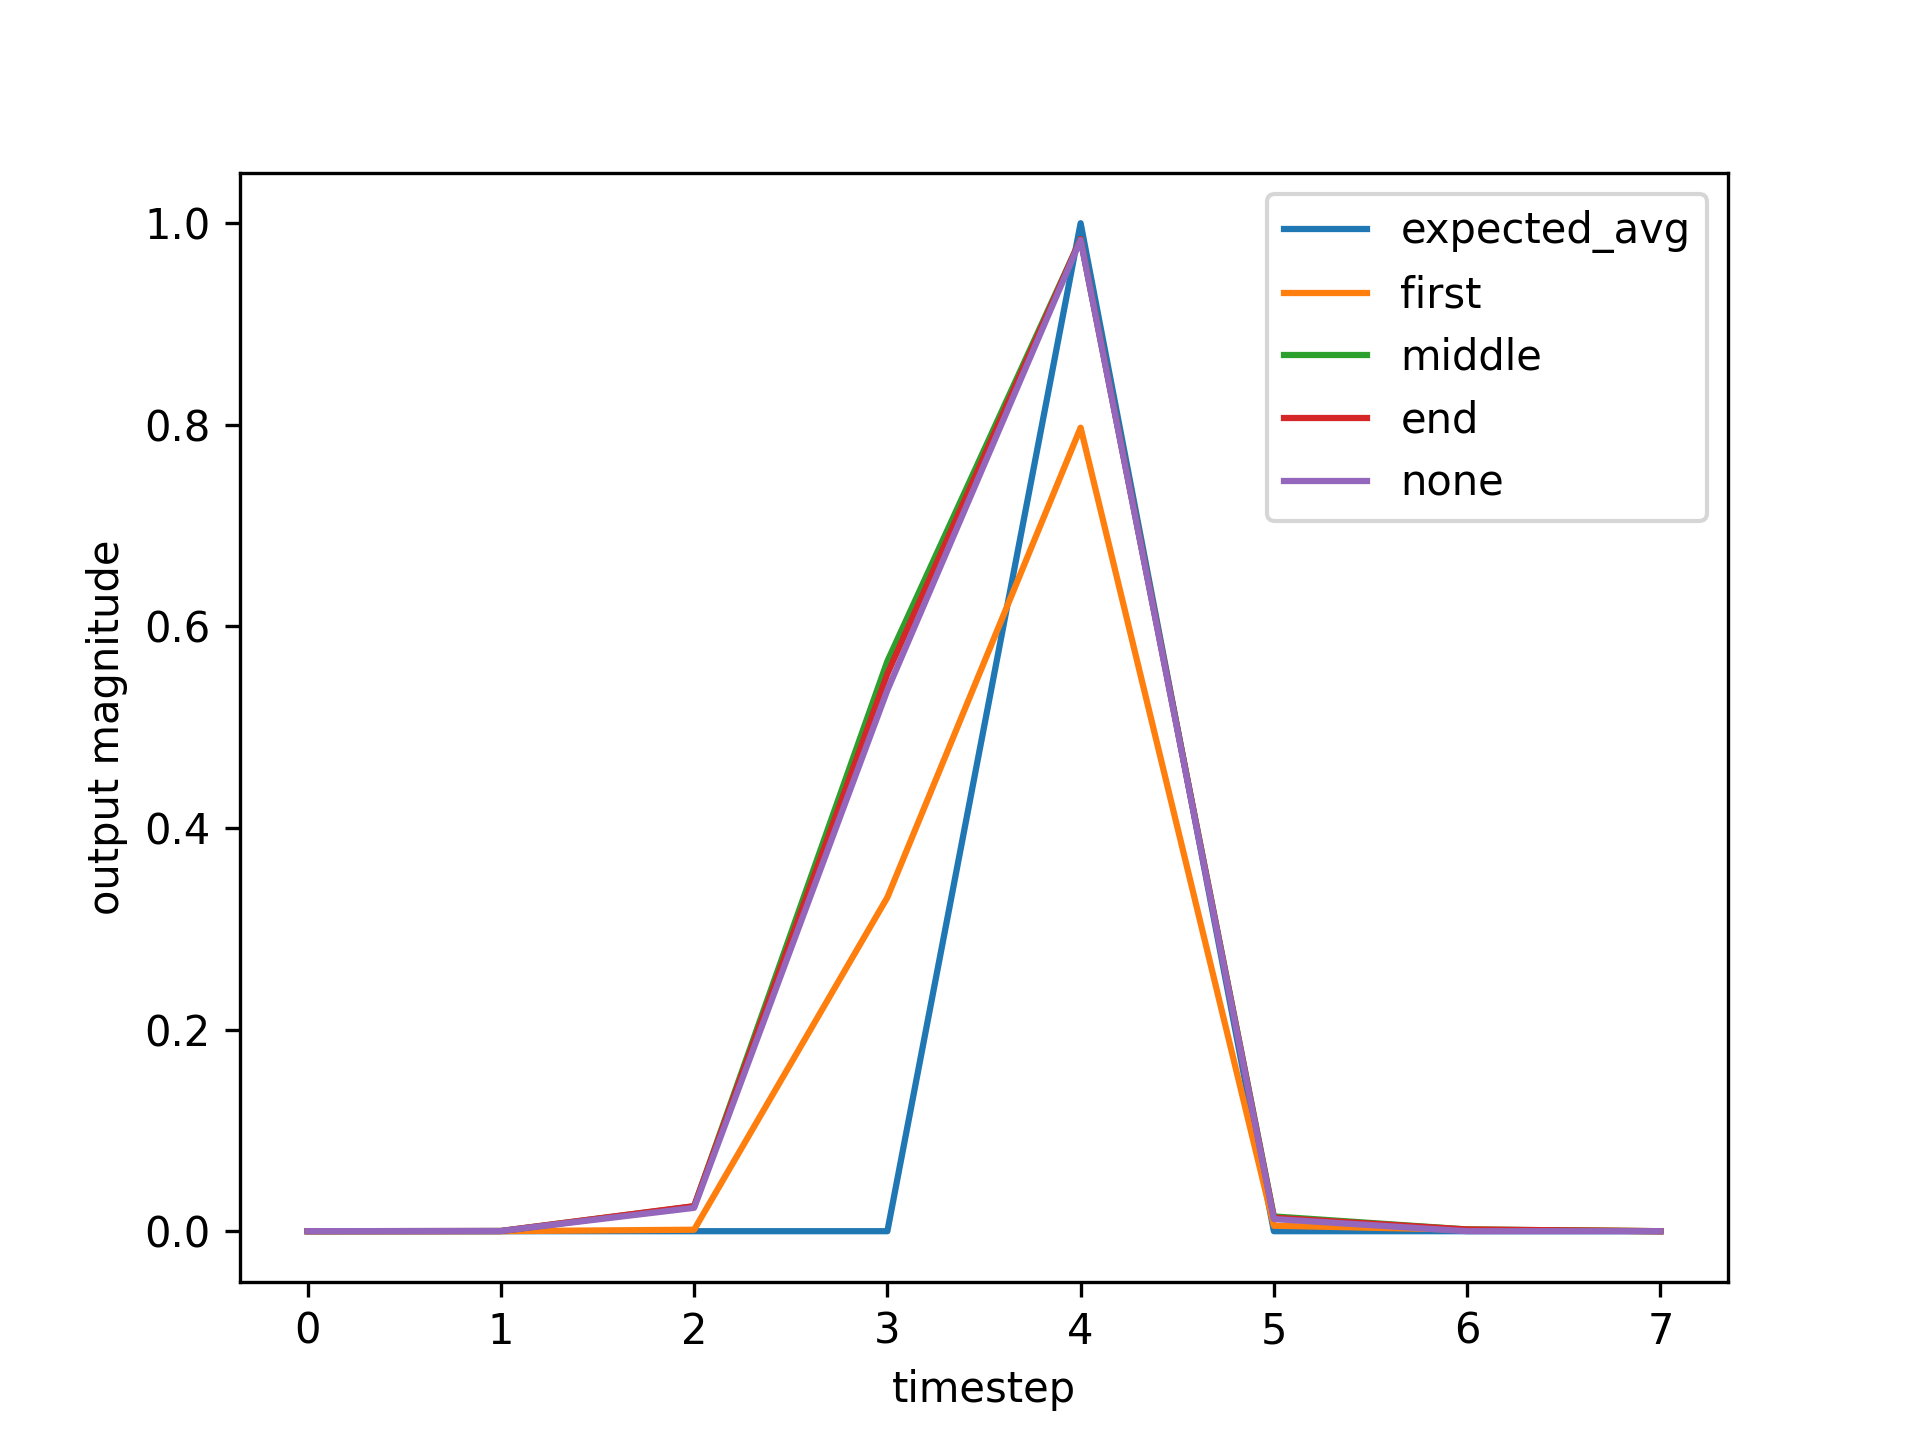 expected_avg
first
middle
end
none
1.0
0.8
0.6
0.4
0.2
0.0
output magnitude
0 1 2 3 4 5 6 7
timestep